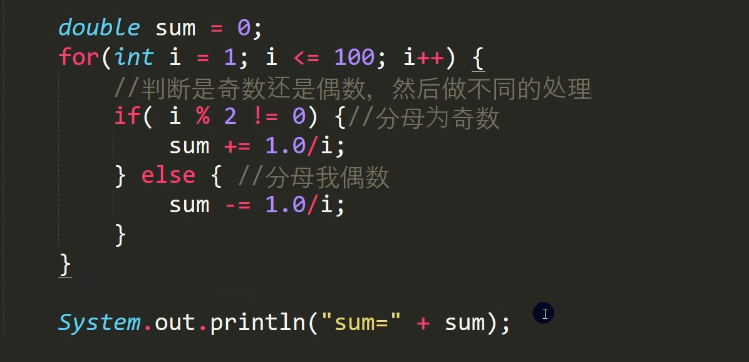 double sum = 0;
for(int i = 1; i <= 100; i++) {
//判断是奇数还是偶数，然后做不同的处理
if( i % 2 != 0) {//分母为奇数
sum += 1.0/i;
} else { //分母我偶数
sum -= 1.0/i;
}
}
System.out.println("sum=" + sum);